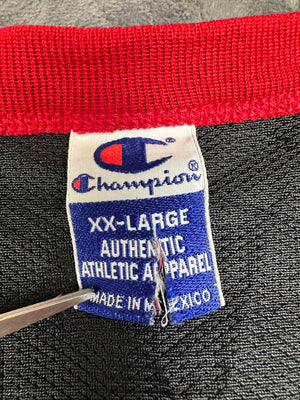 Champion®
XX-LARGE
AUTHENTIC
ATHLETIC APPAREL
MADE IN MEXICO